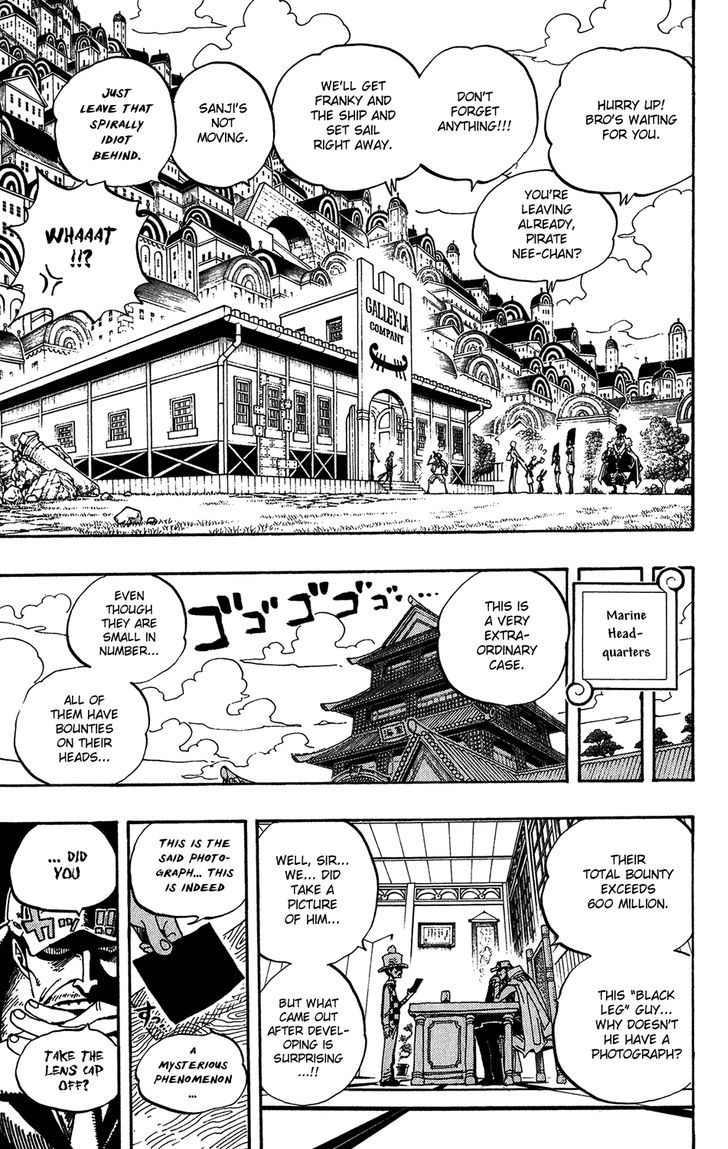 HURRY UP!
BRO'S WAITING
FOR YOU.
DON'T
FORGET
ANYTHING!!!
YOU'RE
LEAVING
ALREADY,
PIRATE
NEE-CHAN?
WE'LL GET
FRANKY AND
THE SHIP AND
SET SAIL
RIGHT AWAY.
SANJI'S
NOT
MOVING.
JUST
LEAVE THAT
SPIRALLY
IDIOT
BEHIND.
WHAAAT
!!?
GALLEY-LA
COMPANY
Marine
Head-
quarters
THIS IS
A VERY
EXTRA-
ORDINARY
CASE.
ゴゴゴゴゴ...
EVEN
THOUGH
THEY ARE
SMALL IN
NUMBER...
ALL OF
THEM HAVE
BOUNTIES
ON THEIR
HEADS...
THEIR
TOTAL BOUNTY
EXCEEDS
600 MILLION.
THIS "BLACK
LEG" GUY...
WHY DOESN'T
HE HAVE A
PHOTOGRAPH?
WELL, SIR...
WE... DID
TAKE A
PICTURE
OF HIM...
BUT WHAT
CAME OUT
AFTER DEVEL-
OPING IS
SURPRISING
...!!
THIS IS THE
SAID PHOTO-
GRAPH... THIS
IS INDEED
A
MYSTERIOUS
PHENOMENON
...
... DID
YOU
TAKE THE
LENS CAP
OFF?